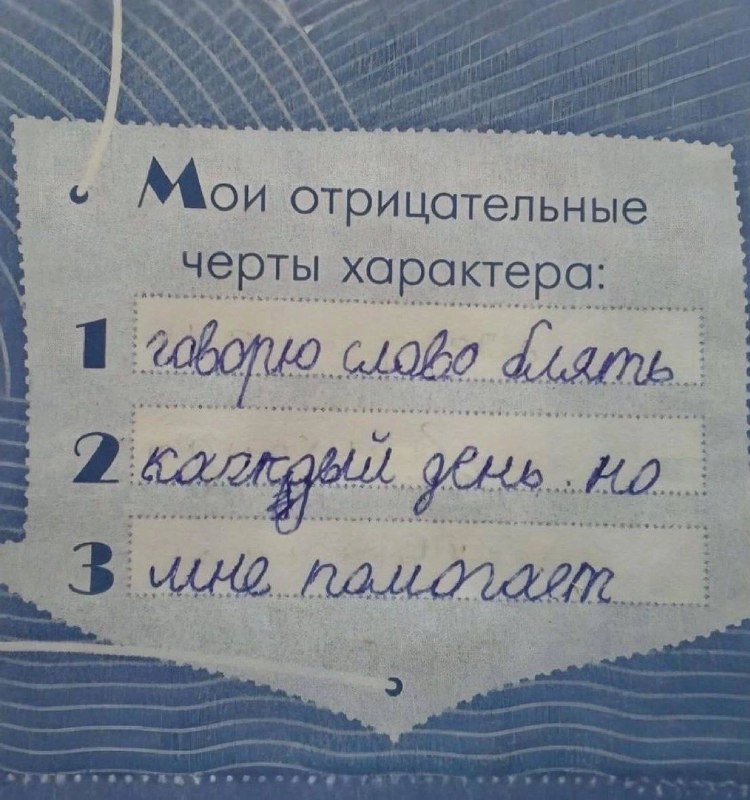 Мои отрицательные
черты характера:
1 говорю слово блять
2 каждый день. но
3 мне помогает